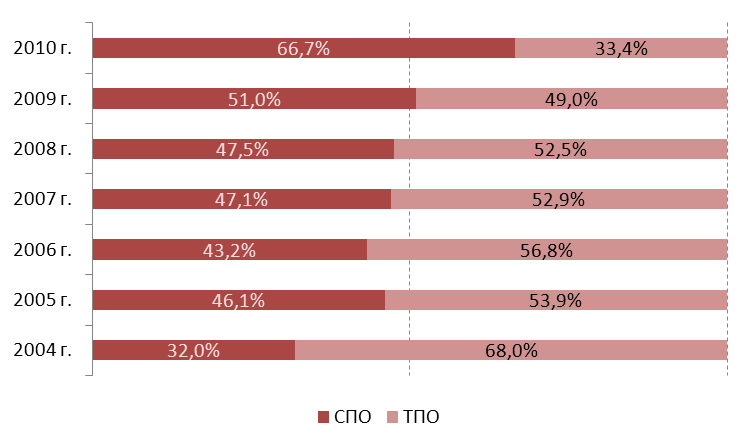 2010 г. 66,7% 33,4%
2009 г. 51,0% 49,0%
2008 г. 47,5% 52,5%
2007 г. 47,1% 52,9%
2006 г. 43,2% 56,8%
2005 г. 46,1% 53,9%
2004 г. 32,0% 68,0%
СПО ТПО